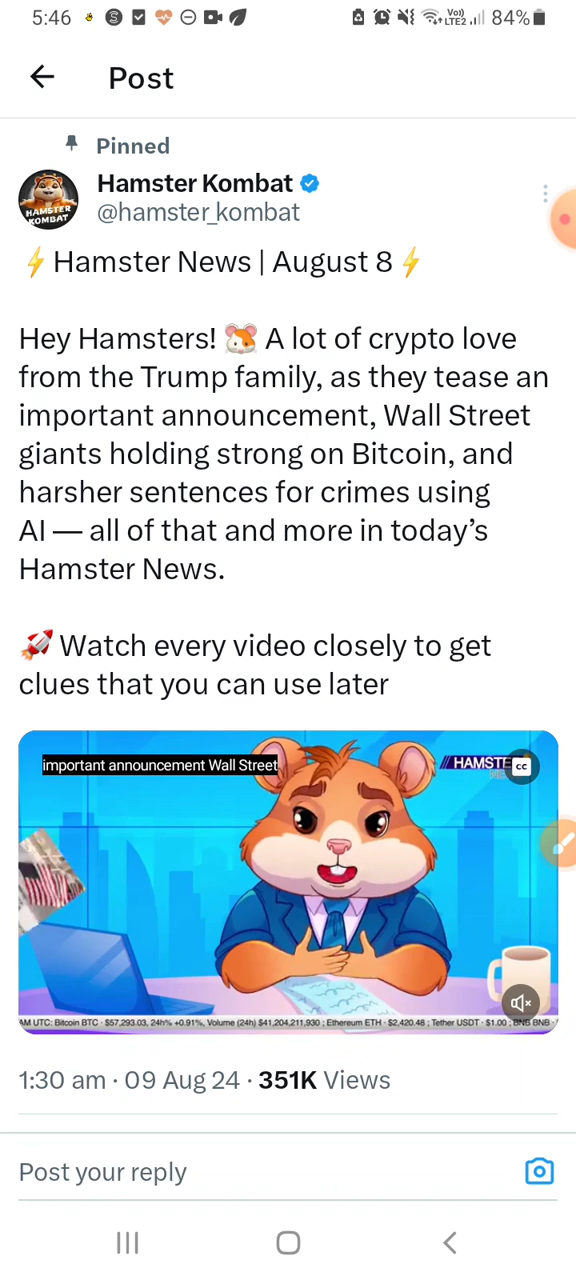 5:46
Vo)
LTE2
84%
Post
Pinned
HAMSTER
KOMBAT
Hamster Kombat
@hamster_kombat
⚡ Hamster News | August 8 ⚡
Hey Hamsters! 🐹 A lot of crypto love
from the Trump family, as they tease an
important announcement, Wall Street
giants holding strong on Bitcoin, and
harsher sentences for crimes using
AI — all of that and more in today’s
Hamster News.
🚀 Watch every video closely to get
clues that you can use later
important announcement Wall Street
// HAMSTE
CC
AM UTC: Bitcoin BTC - $57,293.03, 24h% +0.91%, Volume (24h) $41,204,211,930 ; Ethereum ETH - $2,420.48 ; Tether USDT - $1.00 ; BNB BNB -
1:30 am · 09 Aug 24 · 351K Views
Post your reply